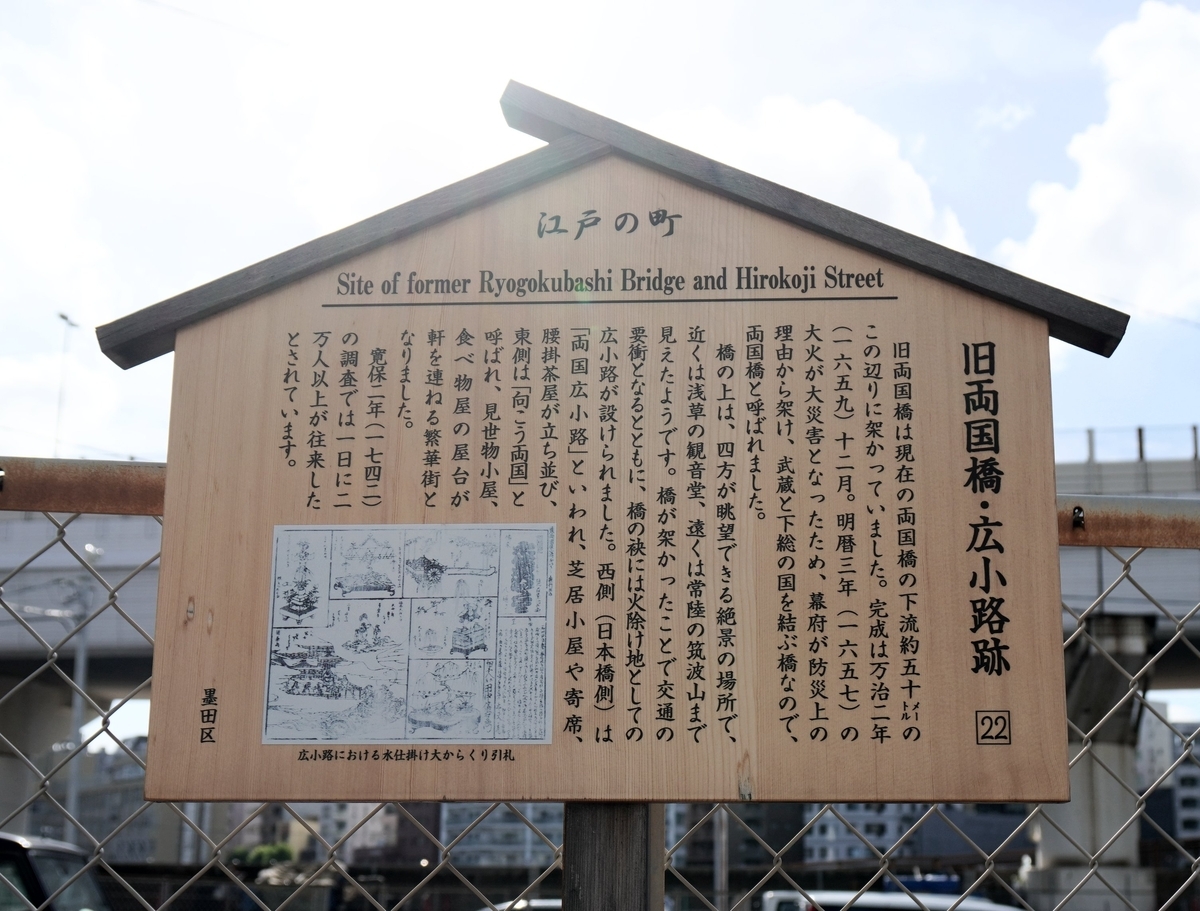 江戸の町
Site of former Ryogokubashi Bridge and Hirokoji Street
旧両国橋・広小路跡
22
旧両国橋は現在の両国橋の下流約五十メートルの
この辺りに架かっていました。完成は万治二年
(一六五九)十二月。明暦三年(一六五七)の
大火が大災害となったため、幕府が防災上の
理由から架け、武蔵と下総の国を結ぶ橋なので、
両国橋と呼ばれました。
橋の上は、四方が眺望できる絶景の場所で、
近くは浅草の観音堂、遠くは常陸の筑波山まで
見えたようです。橋が架かったことで交通の
要衝となるとともに、橋の袂には火除け地としての
広小路が設けられました。西側(日本橋側)は
「両国広小路」といわれ、芝居小屋や寄席、
腰掛茶屋が立ち並び、
東側は「向こう両国」と
呼ばれ、見世物小屋、
食べ物屋の屋台が
軒を連ねる繁華街と
なりました。
寛保二年(一七四二)
の調査では一日に二
万人以上が往来した
とされています。
広小路における水仕掛け大からくり引札
墨田区